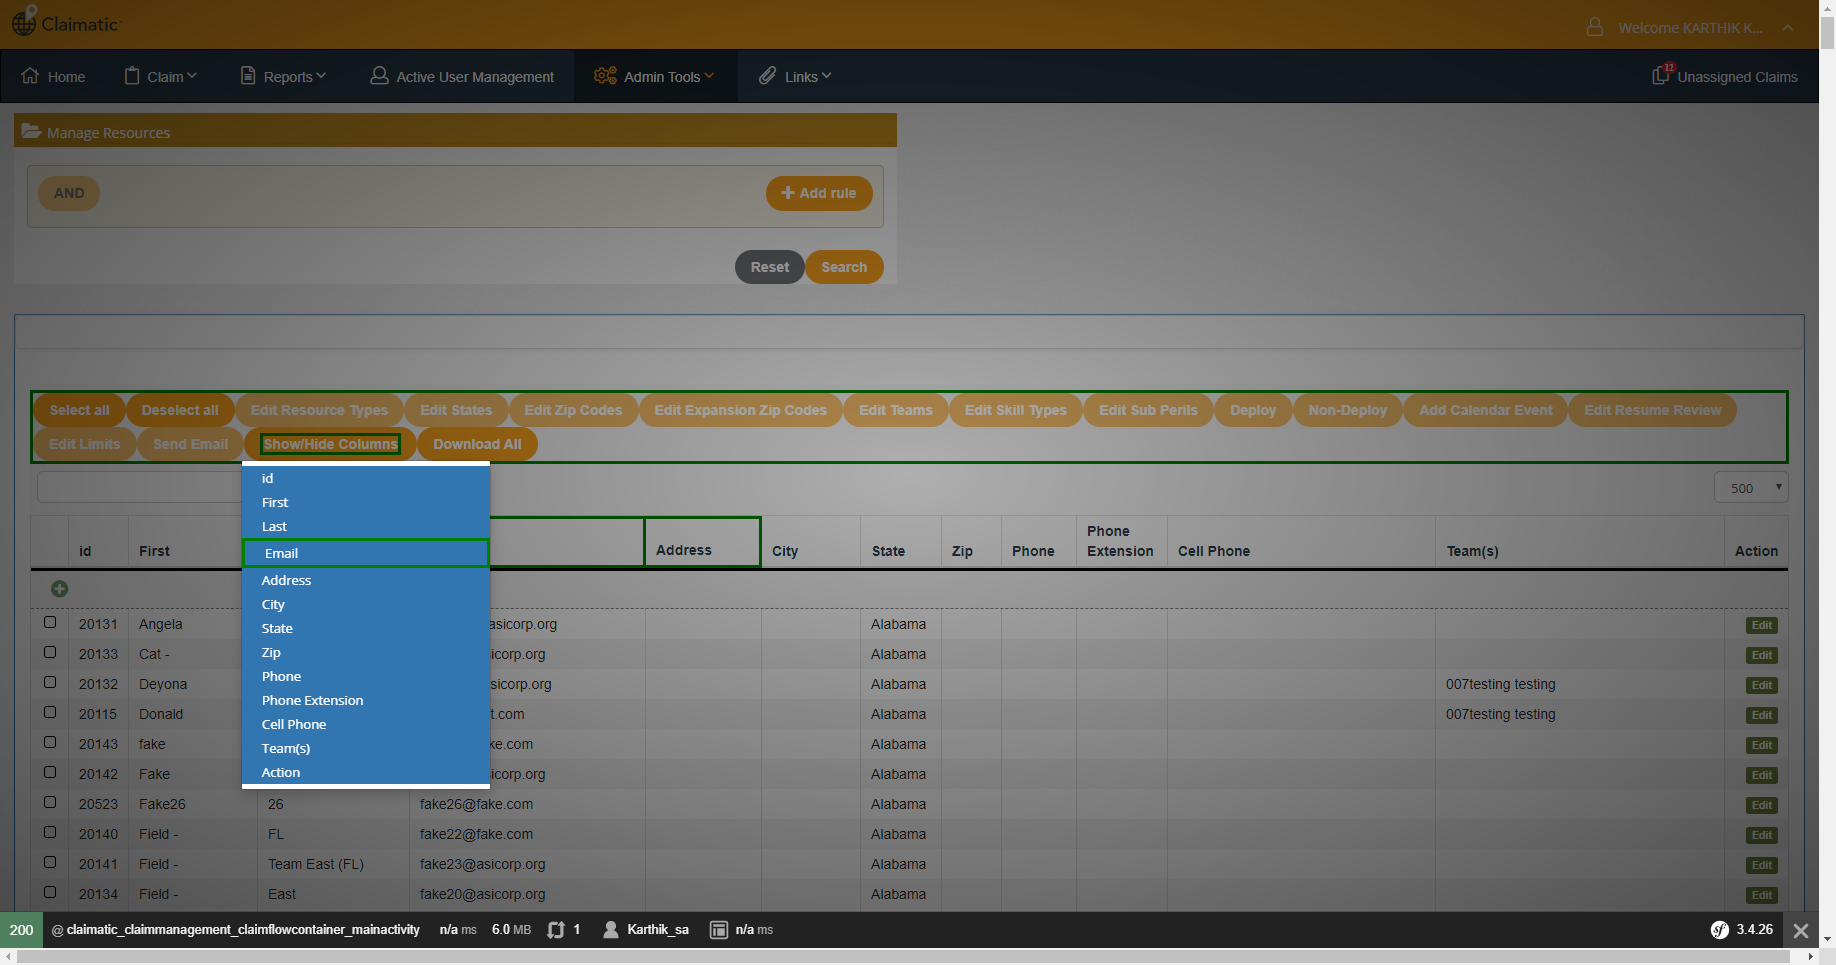 Claimatic
Welcome KARTHIK K...
Home
Claim
Reports
Active User Management
Admin Tools
Links
12
Unassigned Claims
Manage Resources
AND
Add rule
Reset
Search
Select all
Deselect all
Edit Resource Types
Edit States
Edit Zip Codes
Edit Expansion Zip Codes
Edit Teams
Edit Skill Types
Edit Sub Perils
Deploy
Non-Deploy
Add Calendar Event
Edit Resume Review
Edit Limits
Send Email
Show/Hide Columns
Download All
id
First
Last
Email
Address
City
State
Zip
Phone
Phone Extension
Cell Phone
Team(s)
Action
500
id First Address City State Zip Phone Phone Extension Cell Phone Team(s) Action
20131 Angela asicorp.org Alabama Edit
20133 Cat - icorp.org Alabama Edit
20132 Deyona sicorp.org Alabama 007testing testing Edit
20115 Donald t.com Alabama 007testing testing Edit
20143 fake ke.com Alabama Edit
20142 Fake icorp.org Alabama Edit
20523 Fake26 26 fake26@fake.com Alabama Edit
20140 Field - FL fake22@fake.com Alabama Edit
20141 Field - Team East (FL) fake23@asicorp.org Alabama Edit
20134 Field - East fake20@asicorp.org Alabama Edit
200 @ claimatic_claimmanagement_claimflowcontainer_mainactivity n/a ms 6.0 MB 1 Karthik_sa n/a ms sf 3.4.26